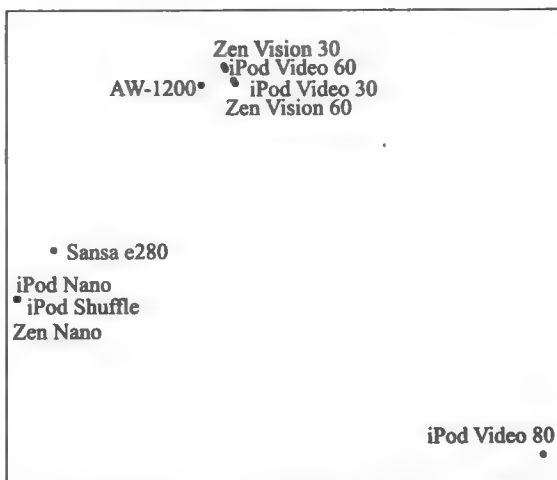 Zen Vision 30
iPod Video 60
AW-1200
iPod Video 30
Zen Vision 60
Sansa e280
iPod Nano
iPod Shuffle
Zen Nano
iPod Video 80